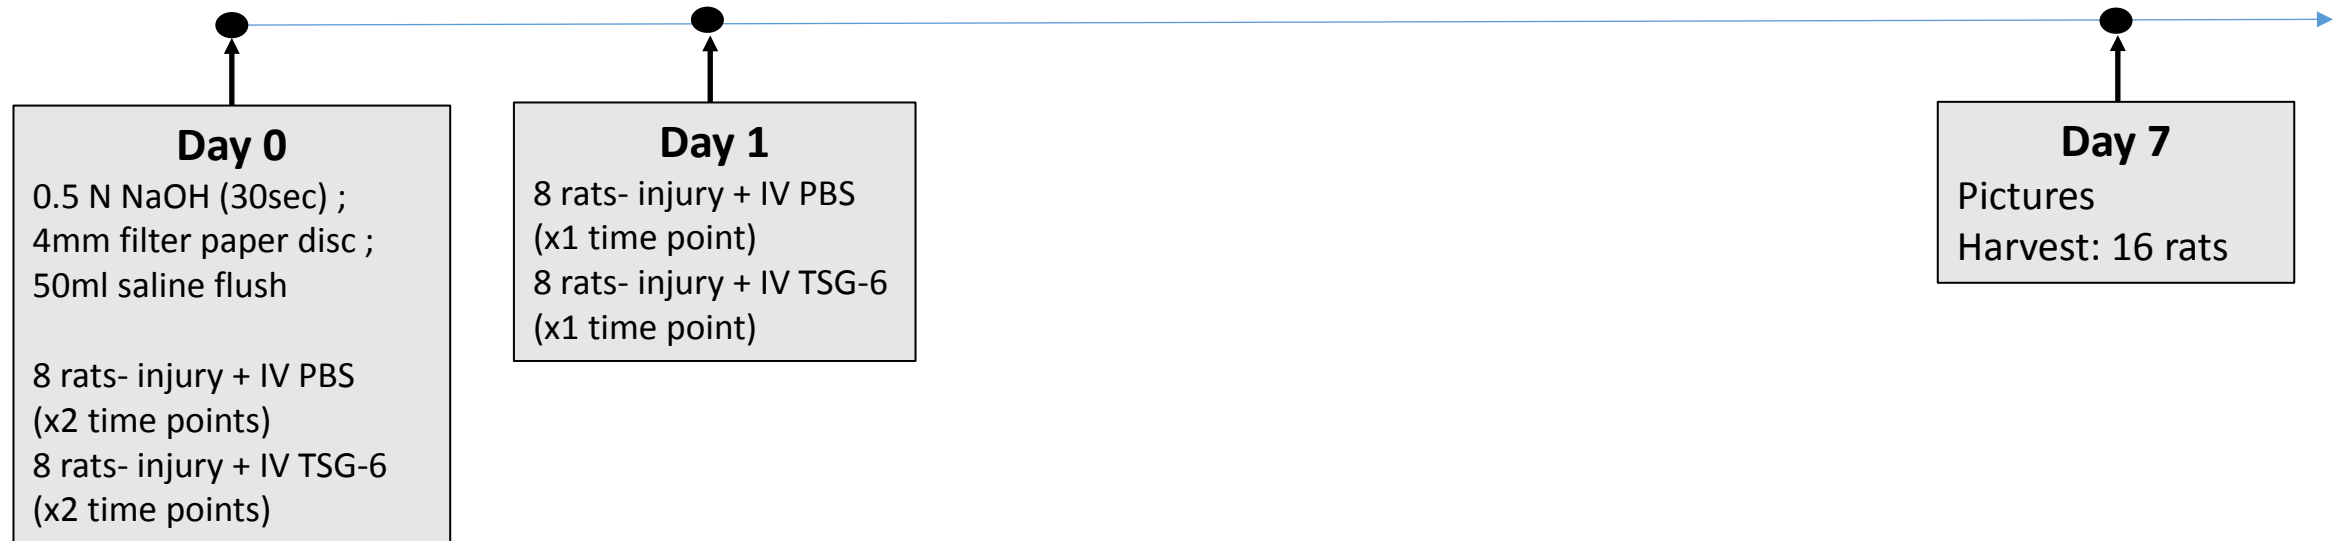 Day 0
0.5 N NaOH (30sec) ;
4mm filter paper disc ;
50ml saline flush
8 rats- injury + IV PBS
(x2 time points)
8 rats- injury + IV TSG-6
(x2 time points)
Day 1
8 rats- injury + IV PBS
(x1 time point)
8 rats- injury + IV TSG-6
(x1 time point)
Day 7
Pictures
Harvest: 16 rats